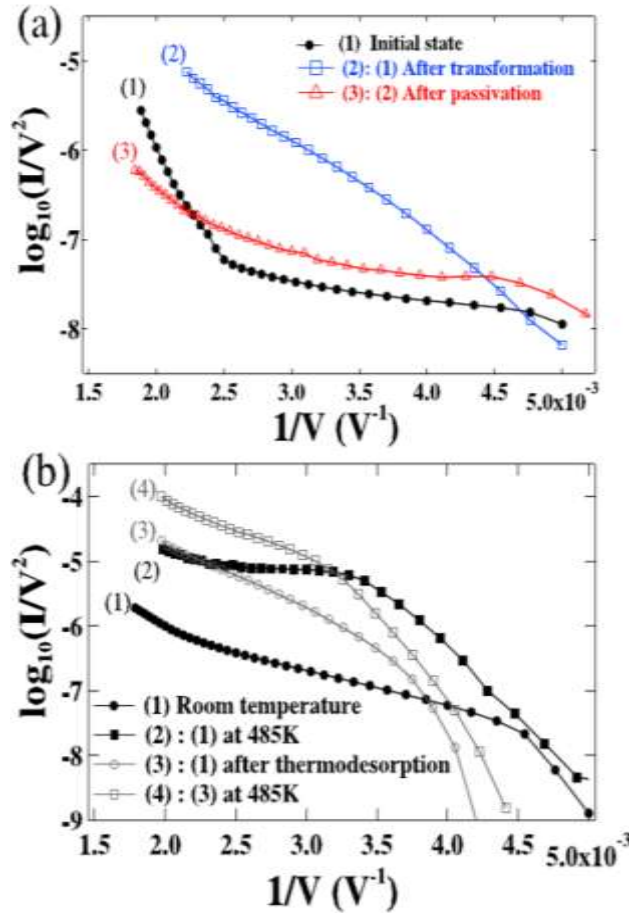 (a)
(1) Initial state
(2): (1) After transformation
(3): (2) After passivation
(2)
(1)
(3)
-5
-6
-7
-8
log₁₀(I/V²)
1.5 2.0 2.5 3.0 3.5 4.0 4.5 5.0x10⁻³
1/V (V⁻¹)
(b)
(4)
(3)
(2)
(1)
-4
-5
-6
-7
-8
-9
log₁₀(I/V²)
(1) Room temperature
(2) : (1) at 485K
(3) : (1) after thermodesorption
(4) : (3) at 485K
1.5 2.0 2.5 3.0 3.5 4.0 4.5 5.0x10⁻³
1/V (V⁻¹)